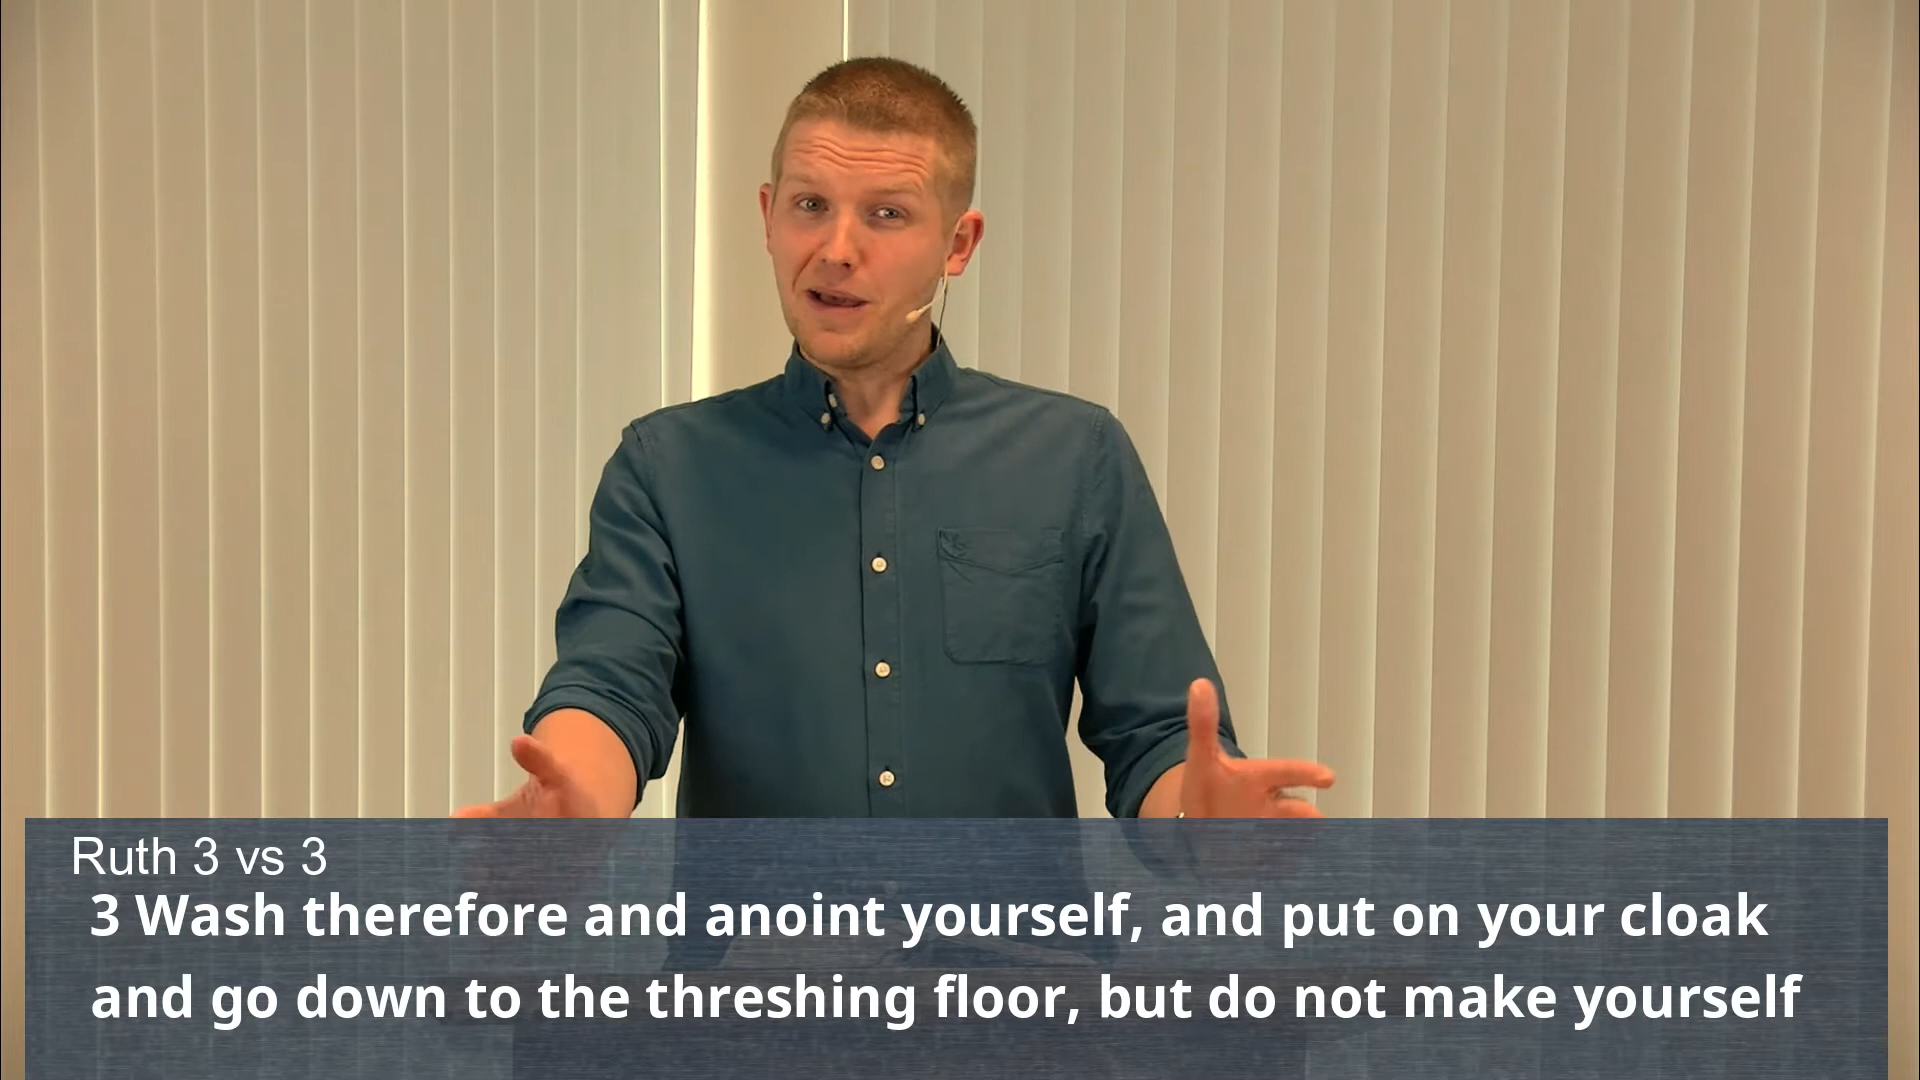 Ruth 3 vs 3
3 Wash therefore and anoint yourself, and put on your cloak
and go down to the threshing floor, but do not make yourself